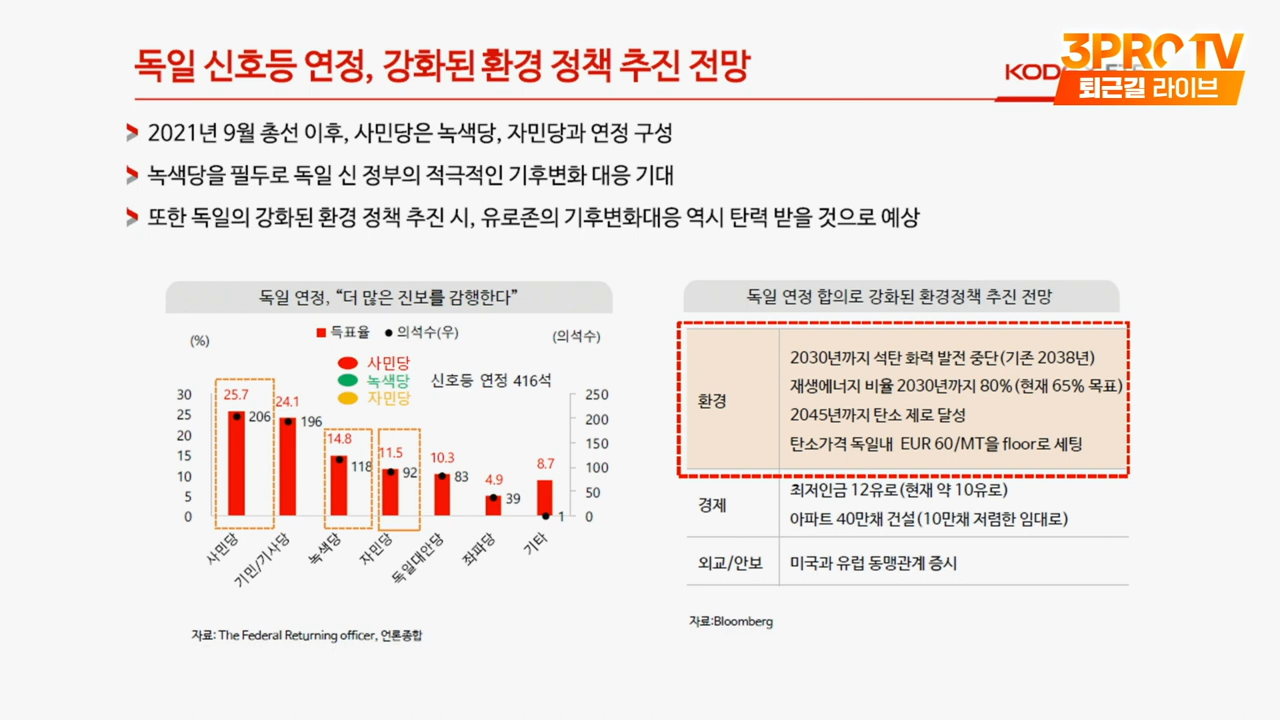 독일 신호등 연정, 강화된 환경 정책 추진 전망
3PRO TV
퇴근길 라이브
2021년 9월 총선 이후, 사민당은 녹색당, 자민당과 연정 구성
녹색당을 필두로 독일 신 정부의 적극적인 기후변화 대응 기대
또한 독일의 강화된 환경 정책 추진 시, 유로존의 기후변화대응 역시 탄력 받을 것으로 예상
독일 연정, “더 많은 진보를 감행한다”
(%)
득표율 의석수(우)
(의석수)
사민당
녹색당
자민당
신호등 연정 416석
30
25
20
15
10
5
0
25.7
24.1
14.8
11.5
10.3
4.9
8.7
206
196
118
92
83
39
1
250
200
150
100
50
0
사민당
기민/기사당
녹색당
자민당
독일대안당
좌파당
기타
자료: The Federal Returning officer, 언론종합
독일 연정 합의로 강화된 환경정책 추진 전망
환경
2030년까지 석탄 화력 발전 중단(기존 2038년)
재생에너지 비율 2030년까지 80%(현재 65% 목표)
2045년까지 탄소 제로 달성
탄소가격 독일내 EUR 60/MT을 floor로 세팅
경제
최저인금 12유로(현재 약 10유로)
아파트 40만채 건설(10만채 저렴한 임대로)
외교/안보
미국과 유럽 동맹관계 증시
자료:Bloomberg